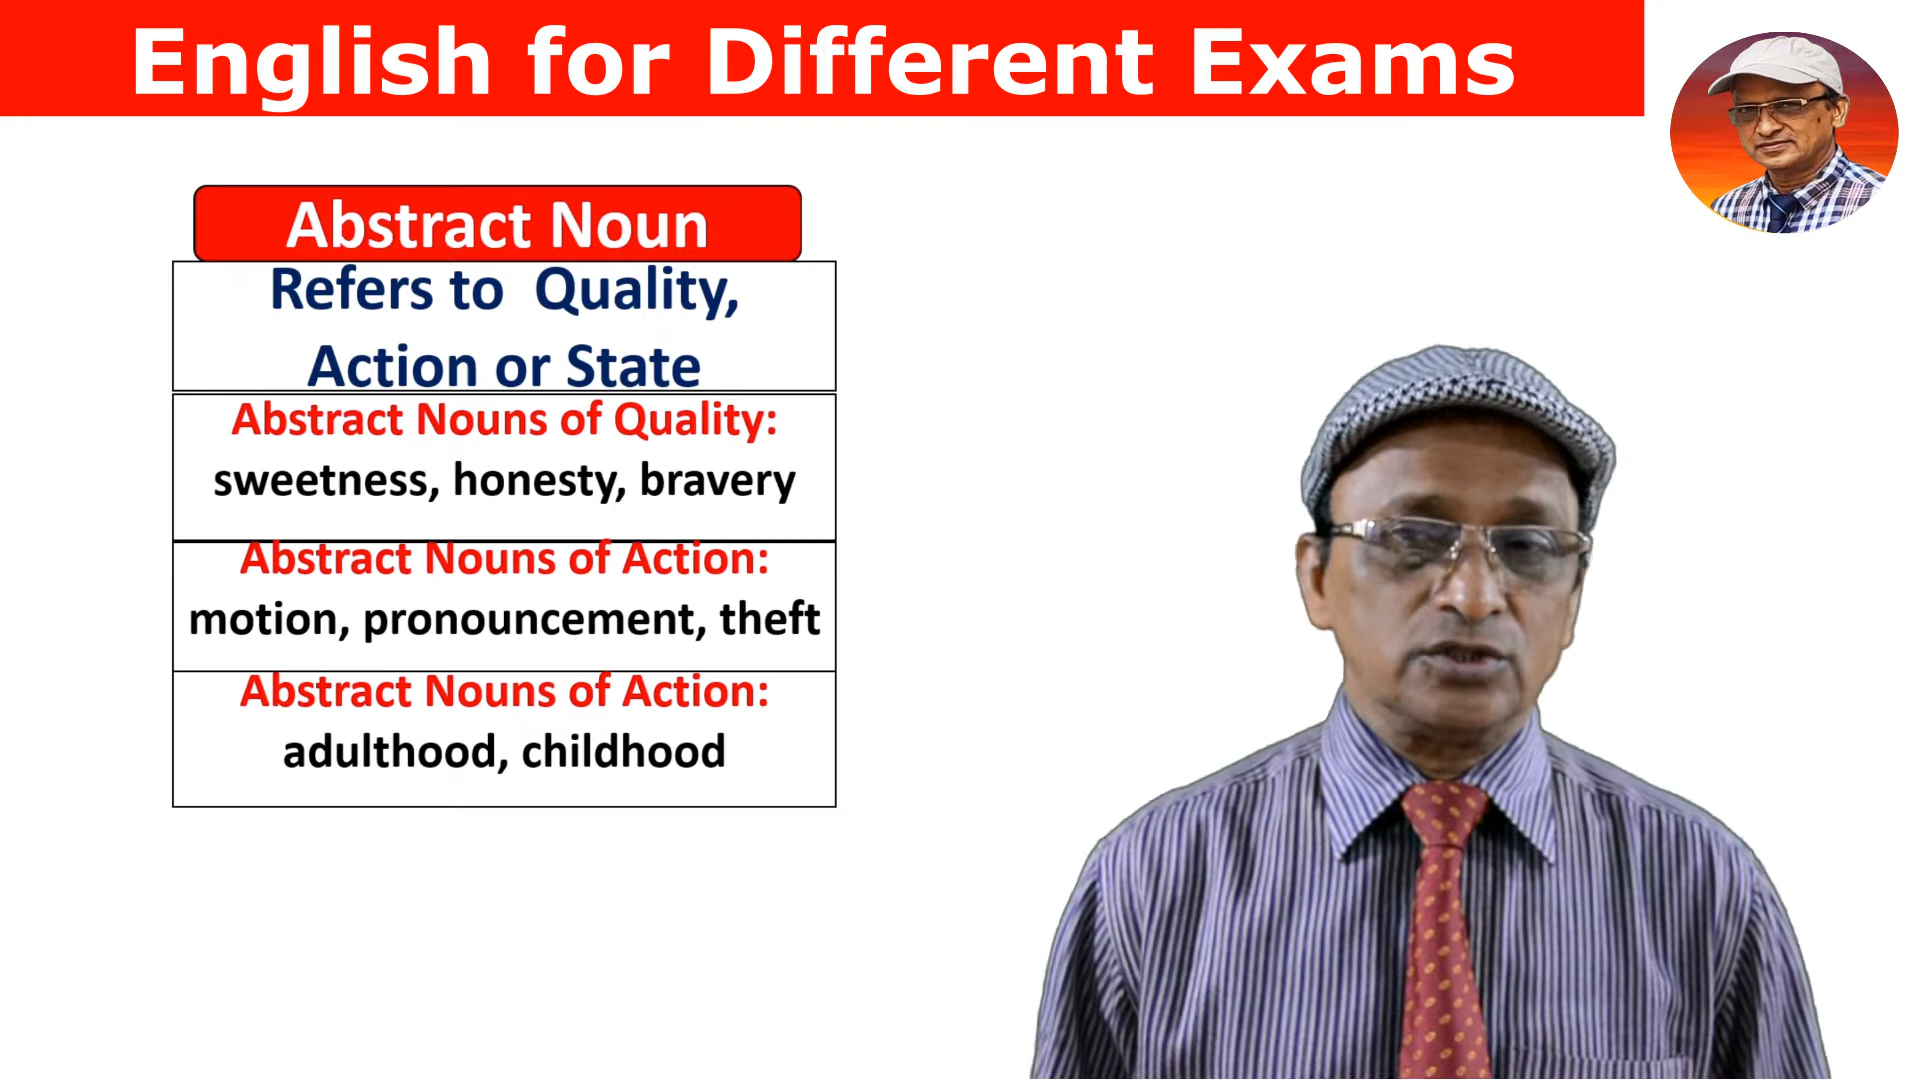 English for Different Exams
Abstract Noun
Refers to Quality,
Action or State
Abstract Nouns of Quality:
sweetness, honesty, bravery
Abstract Nouns of Action:
motion, pronouncement, theft
Abstract Nouns of Action:
adulthood, childhood